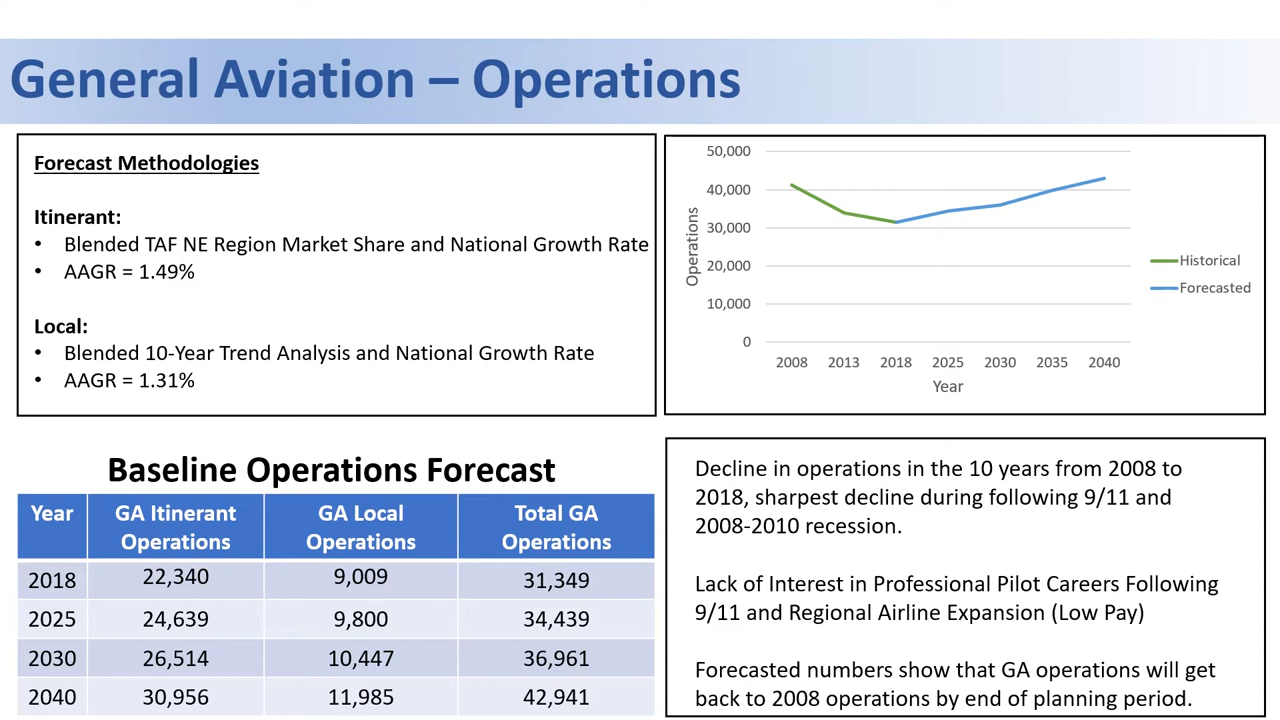 General Aviation – Operations
Forecast Methodologies
Itinerant:
• Blended TAF NE Region Market Share and National Growth Rate
• AAGR = 1.49%
Local:
• Blended 10-Year Trend Analysis and National Growth Rate
• AAGR = 1.31%
50,000
40,000
30,000
20,000
10,000
0
Operations
2008 2013 2018 2025 2030 2035 2040
Year
Historical
Forecasted
Baseline Operations Forecast
Year GA Itinerant Operations GA Local Operations Total GA Operations
2018 22,340 9,009 31,349
2025 24,639 9,800 34,439
2030 26,514 10,447 36,961
2040 30,956 11,985 42,941
Decline in operations in the 10 years from 2008 to
2018, sharpest decline during following 9/11 and
2008-2010 recession.
Lack of Interest in Professional Pilot Careers Following
9/11 and Regional Airline Expansion (Low Pay)
Forecasted numbers show that GA operations will get
back to 2008 operations by end of planning period.